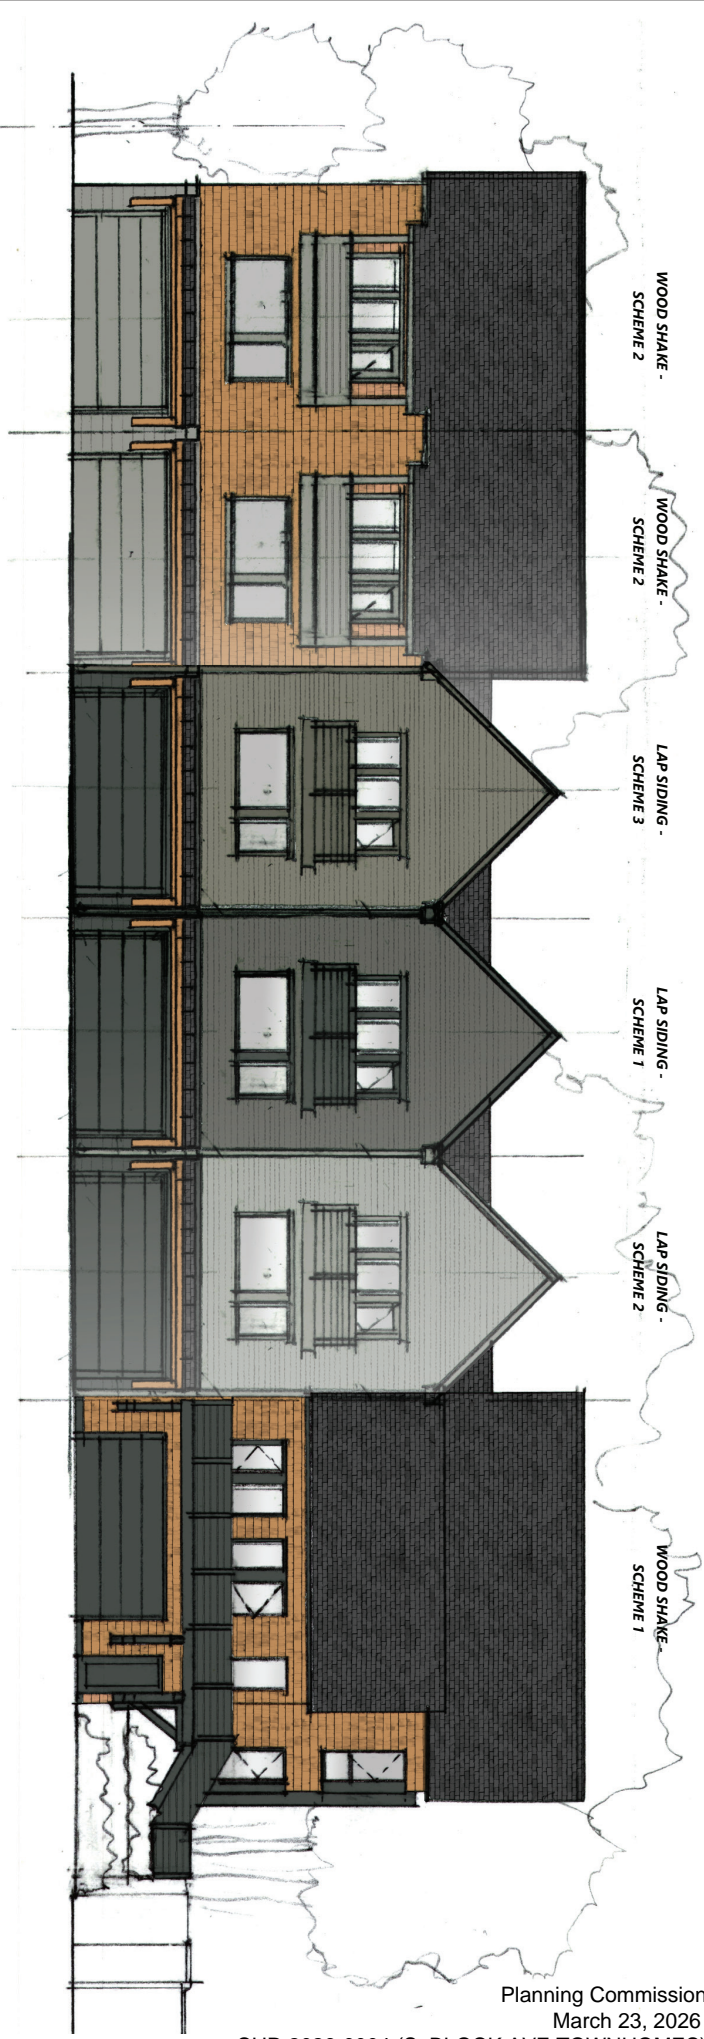 WOOD SHAKE -
SCHEME 2
WOOD SHAKE -
SCHEME 2
LAP SIDING -
SCHEME 3
LAP SIDING -
SCHEME 1
LAP SIDING -
SCHEME 2
WOOD SHAKE -
SCHEME 1
Planning Commission
March 23, 2026